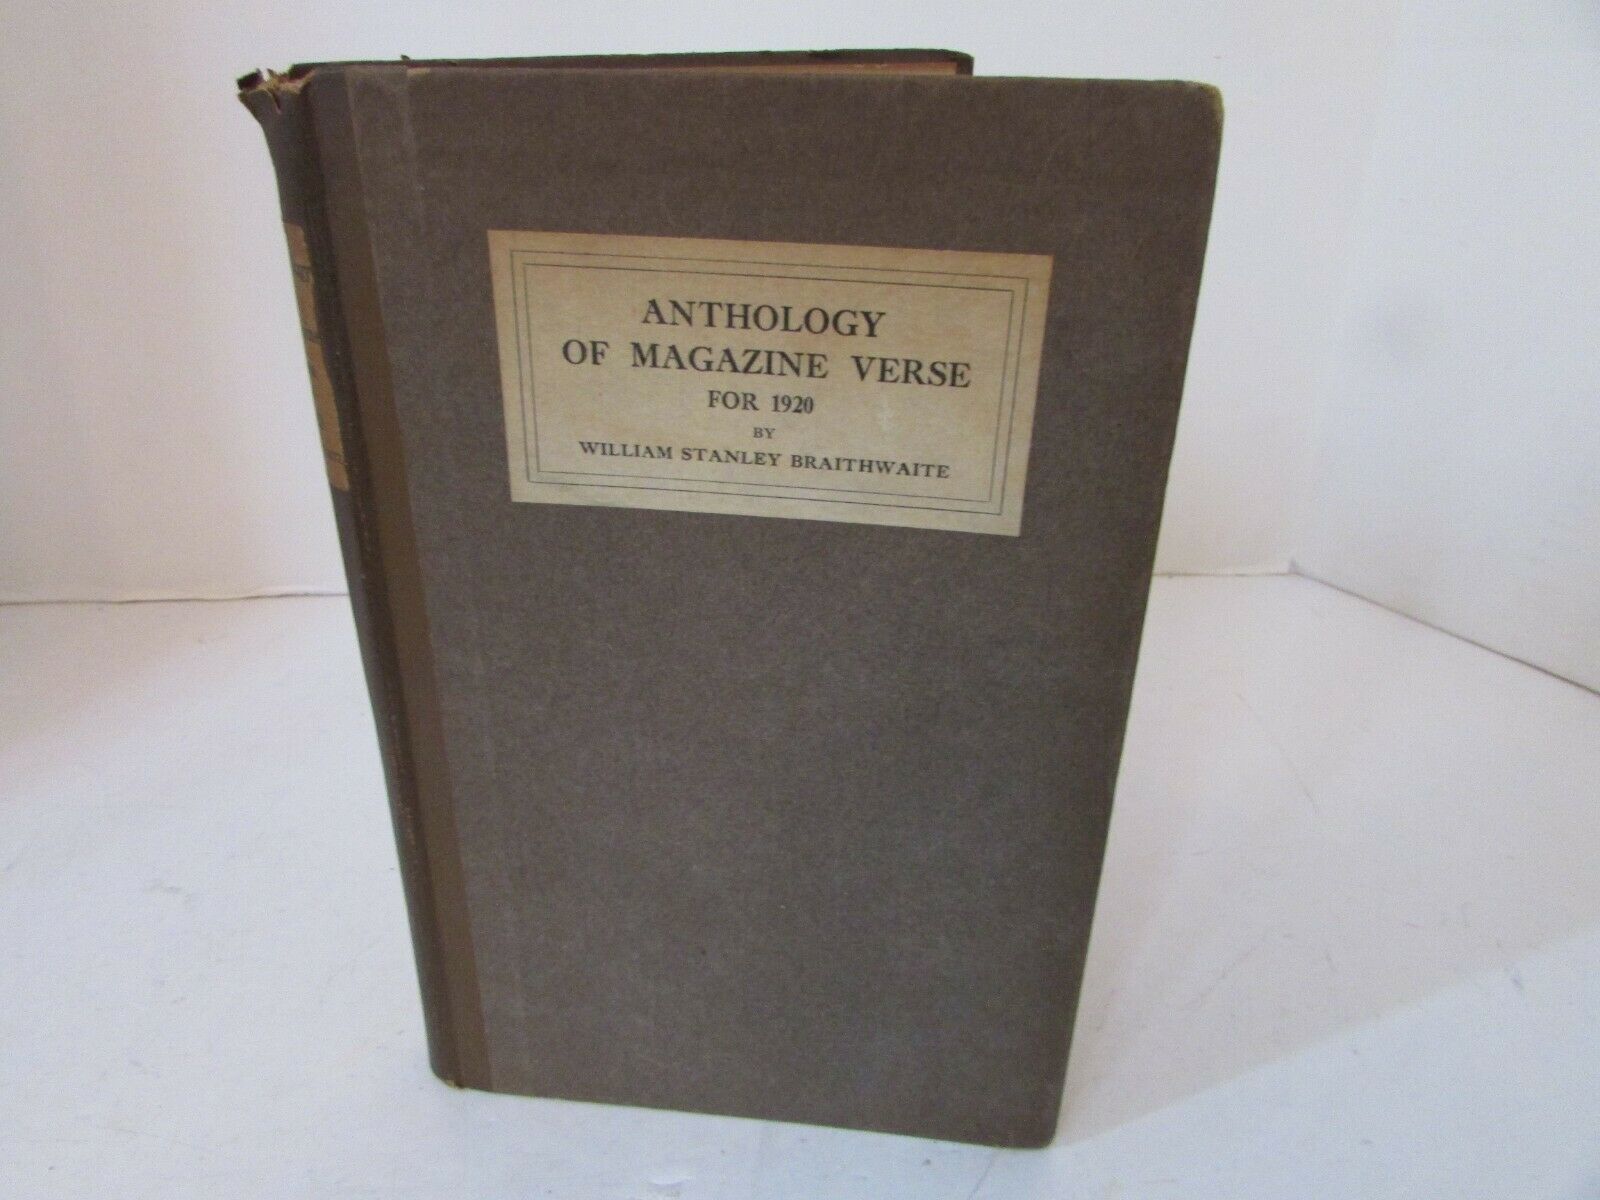 ANTHOLOGY
OF MAGAZINE VERSE
FOR 1920
BY
WILLIAM STANLEY BRAITHWAITE